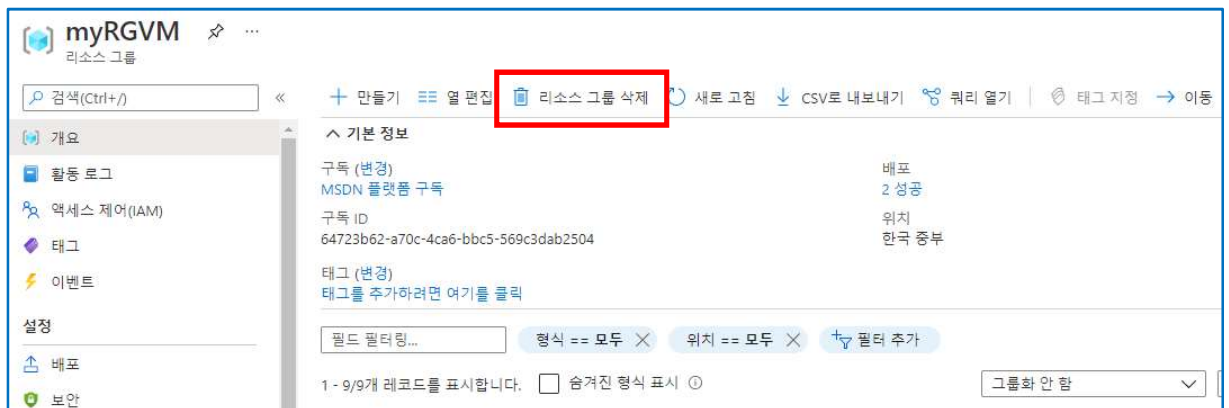 myRGVM
리소스 그룹
검색(Ctrl+/)
개요
활동 로그
액세스 제어(IAM)
태그
이벤트
설정
배포
보안
만들기 열 편집 리소스 그룹 삭제 새로 고침 CSV로 내보내기 쿼리 열기 태그 지정 이동
기본 정보
구독 (변경)
MSDN 플랫폼 구독
구독 ID
64723b62-a70c-4ca6-bbc5-569c3dab2504
태그 (변경)
태그를 추가하려면 여기를 클릭
배포
2 성공
위치
한국 중부
필드 필터링... 형식 == 모두 위치 == 모두 필터 추가
1 - 9/9개 레코드를 표시합니다. 숨겨진 형식 표시 그룹화 안 함